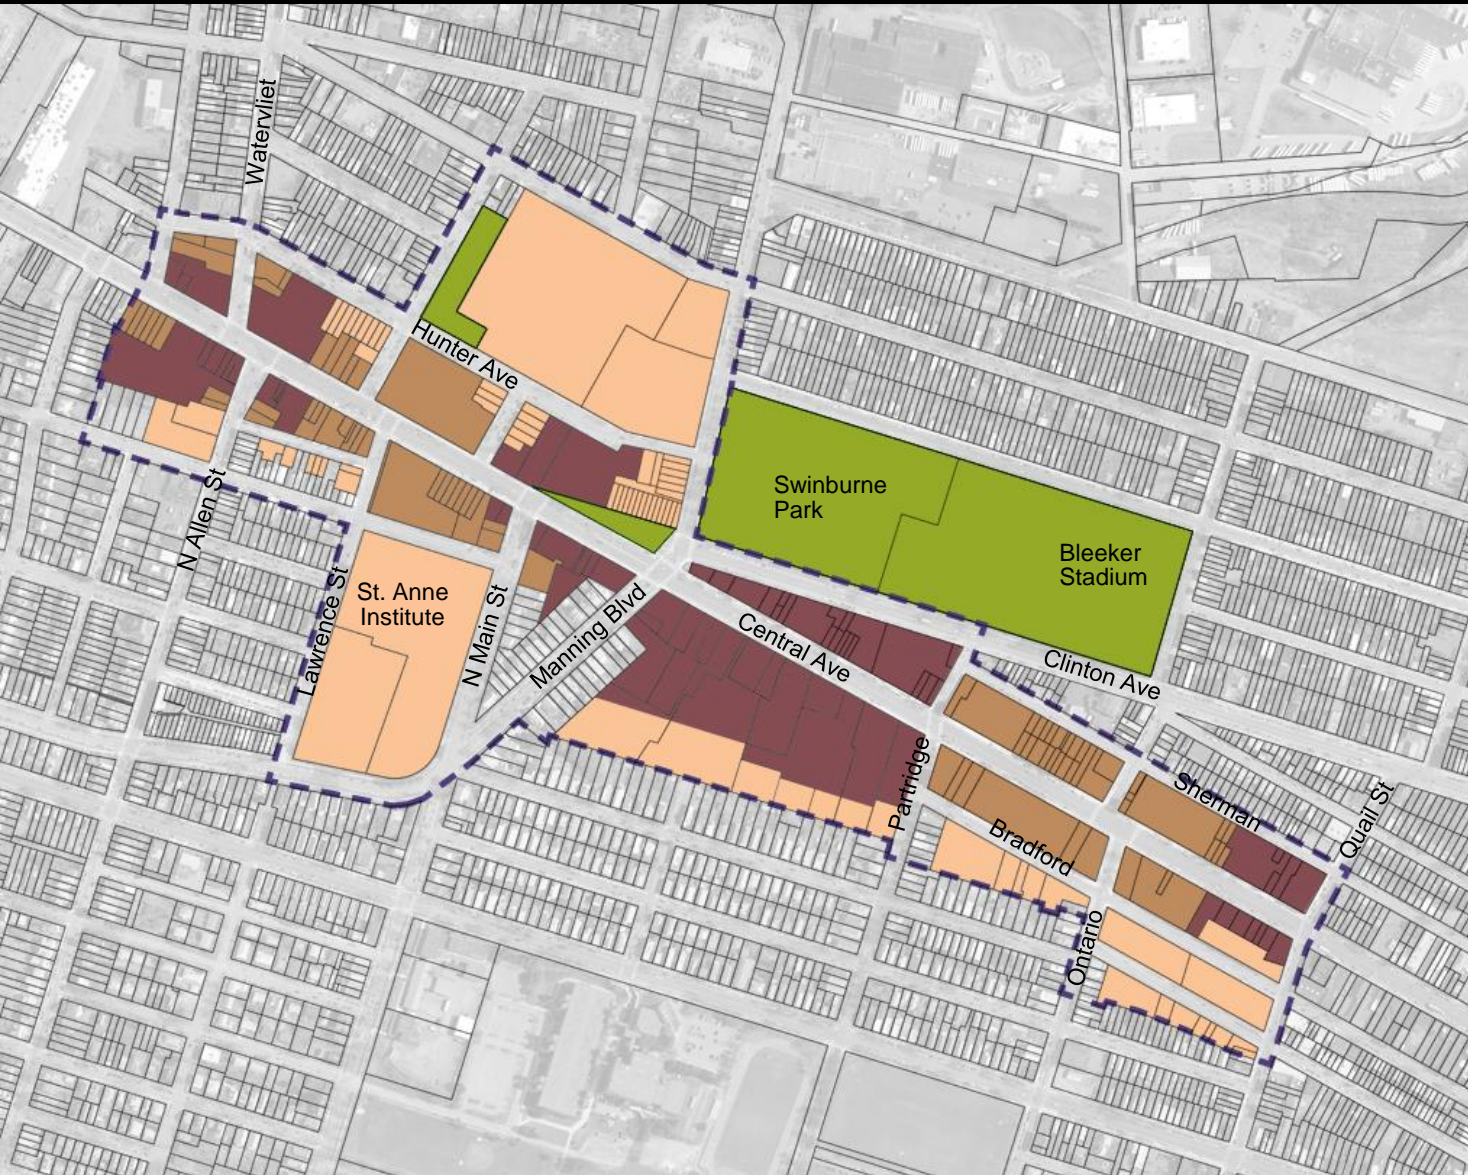 Watervliet
Hunter Ave
Swinburne
Park
Bleeker
Stadium
N Allen St
Lawrence St
St. Anne
Institute
N Main St
Manning Blvd
Central Ave
Clinton Ave
Partridge
Sherman
Quail St
Bradford
Ontario